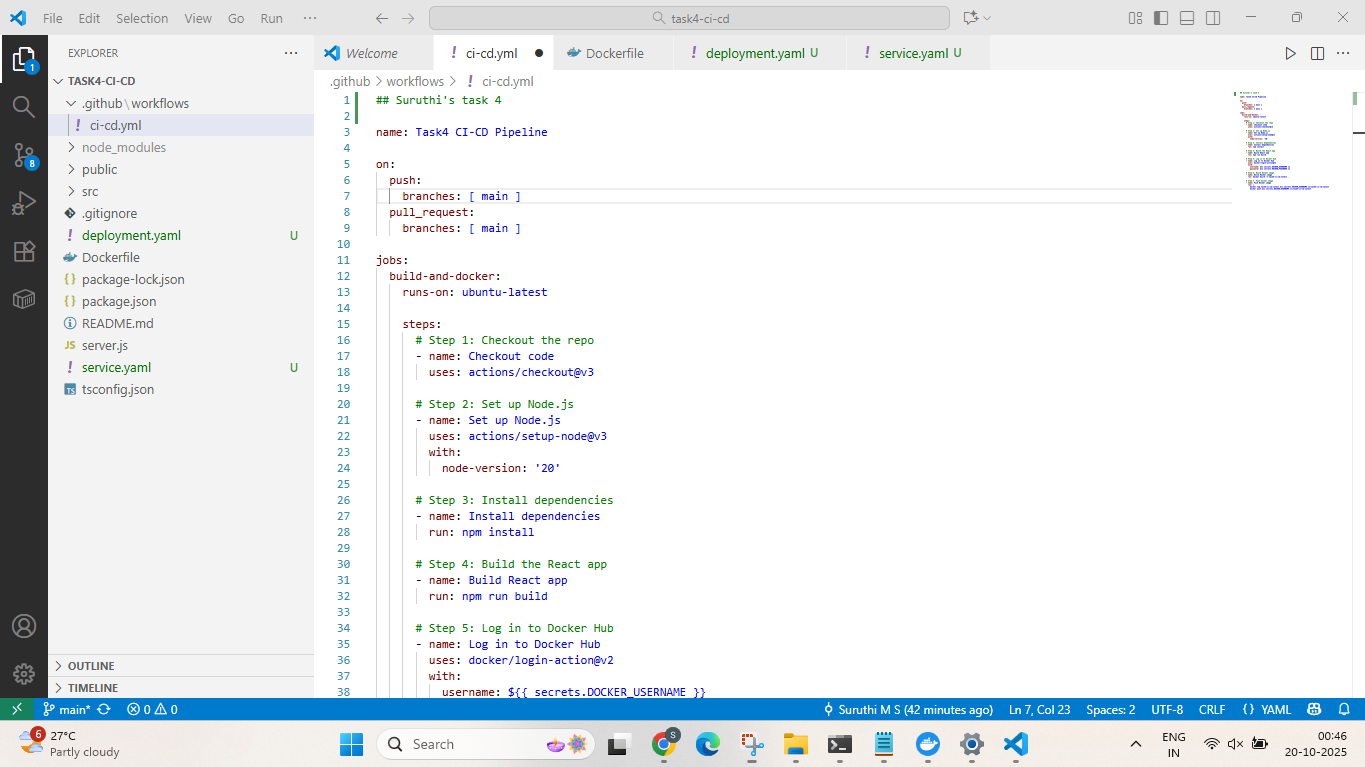 File Edit Selection View Go Run ··· task4-ci-cd
EXPLORER ···
TASK4-CI-CD
.github \ workflows
ci-cd.yml
node_modules
public
src
.gitignore
deployment.yaml U
Dockerfile
package-lock.json
package.json
README.md
JS server.js
service.yaml U
TS tsconfig.json
OUTLINE
TIMELINE
1
8
Welcome ci-cd.yml Dockerfile deployment.yaml U service.yaml U ···
.github > workflows > ci-cd.yml
1 ## Suruthi's task 4
2
3 name: Task4 CI-CD Pipeline
4
5 on:
6 push:
7 branches: [ main ]
8 pull_request:
9 branches: [ main ]
10
11 jobs:
12 build-and-docker:
13 runs-on: ubuntu-latest
14
15 steps:
16 # Step 1: Checkout the repo
17 - name: Checkout code
18 uses: actions/checkout@v3
19
20 # Step 2: Set up Node.js
21 - name: Set up Node.js
22 uses: actions/setup-node@v3
23 with:
24 node-version: '20'
25
26 # Step 3: Install dependencies
27 - name: Install dependencies
28 run: npm install
29
30 # Step 4: Build the React app
31 - name: Build React app
32 run: npm run build
33
34 # Step 5: Log in to Docker Hub
35 - name: Log in to Docker Hub
36 uses: docker/login-action@v2
37 with:
38 username: ${{ secrets.DOCKER_USERNAME }}
main* 0 0 Suruthi M S (42 minutes ago) Ln 7, Col 23 Spaces: 2 UTF-8 CRLF {} YAML
6 27°C
Partly cloudy
Search
S
ENG
IN
00:46
20-10-2025